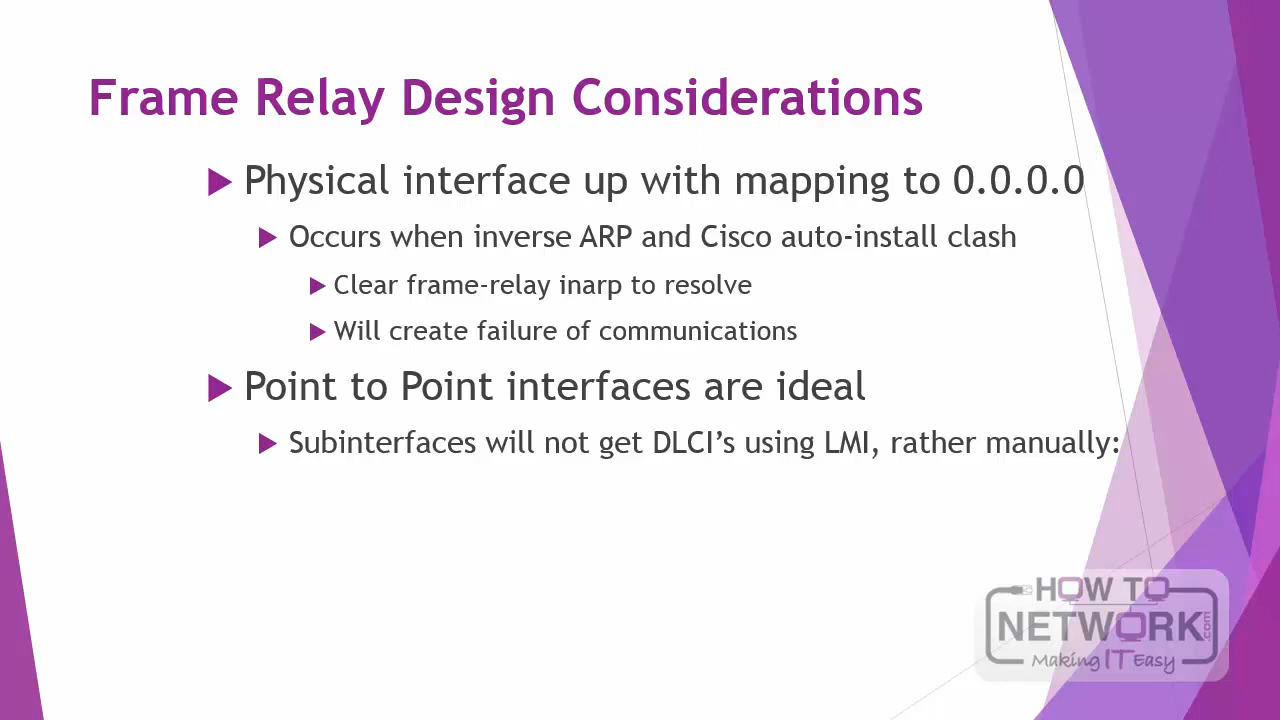 Frame Relay Design Considerations
Physical interface up with mapping to 0.0.0.0
Occurs when inverse ARP and Cisco auto-install clash
Clear frame-relay inarp to resolve
Will create failure of communications
Point to Point interfaces are ideal
Subinterfaces will not get DLCI’s using LMI, rather manually:
HOW TO
NETWORK.com
Making IT Easy